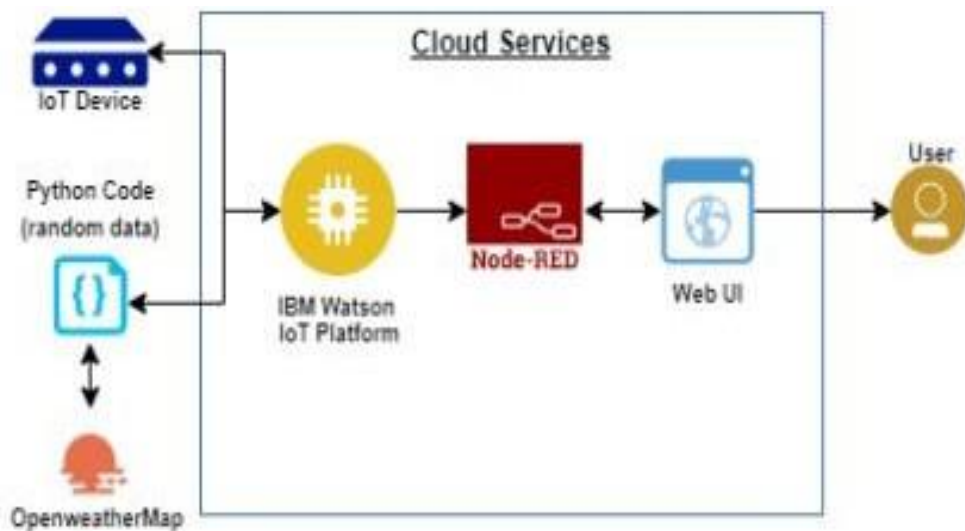 Cloud Services
IoT Device
Python Code
(random data)
User
Node-RED
IBM Watson
IoT Platform
Web UI
OpenweatherMap
{ }